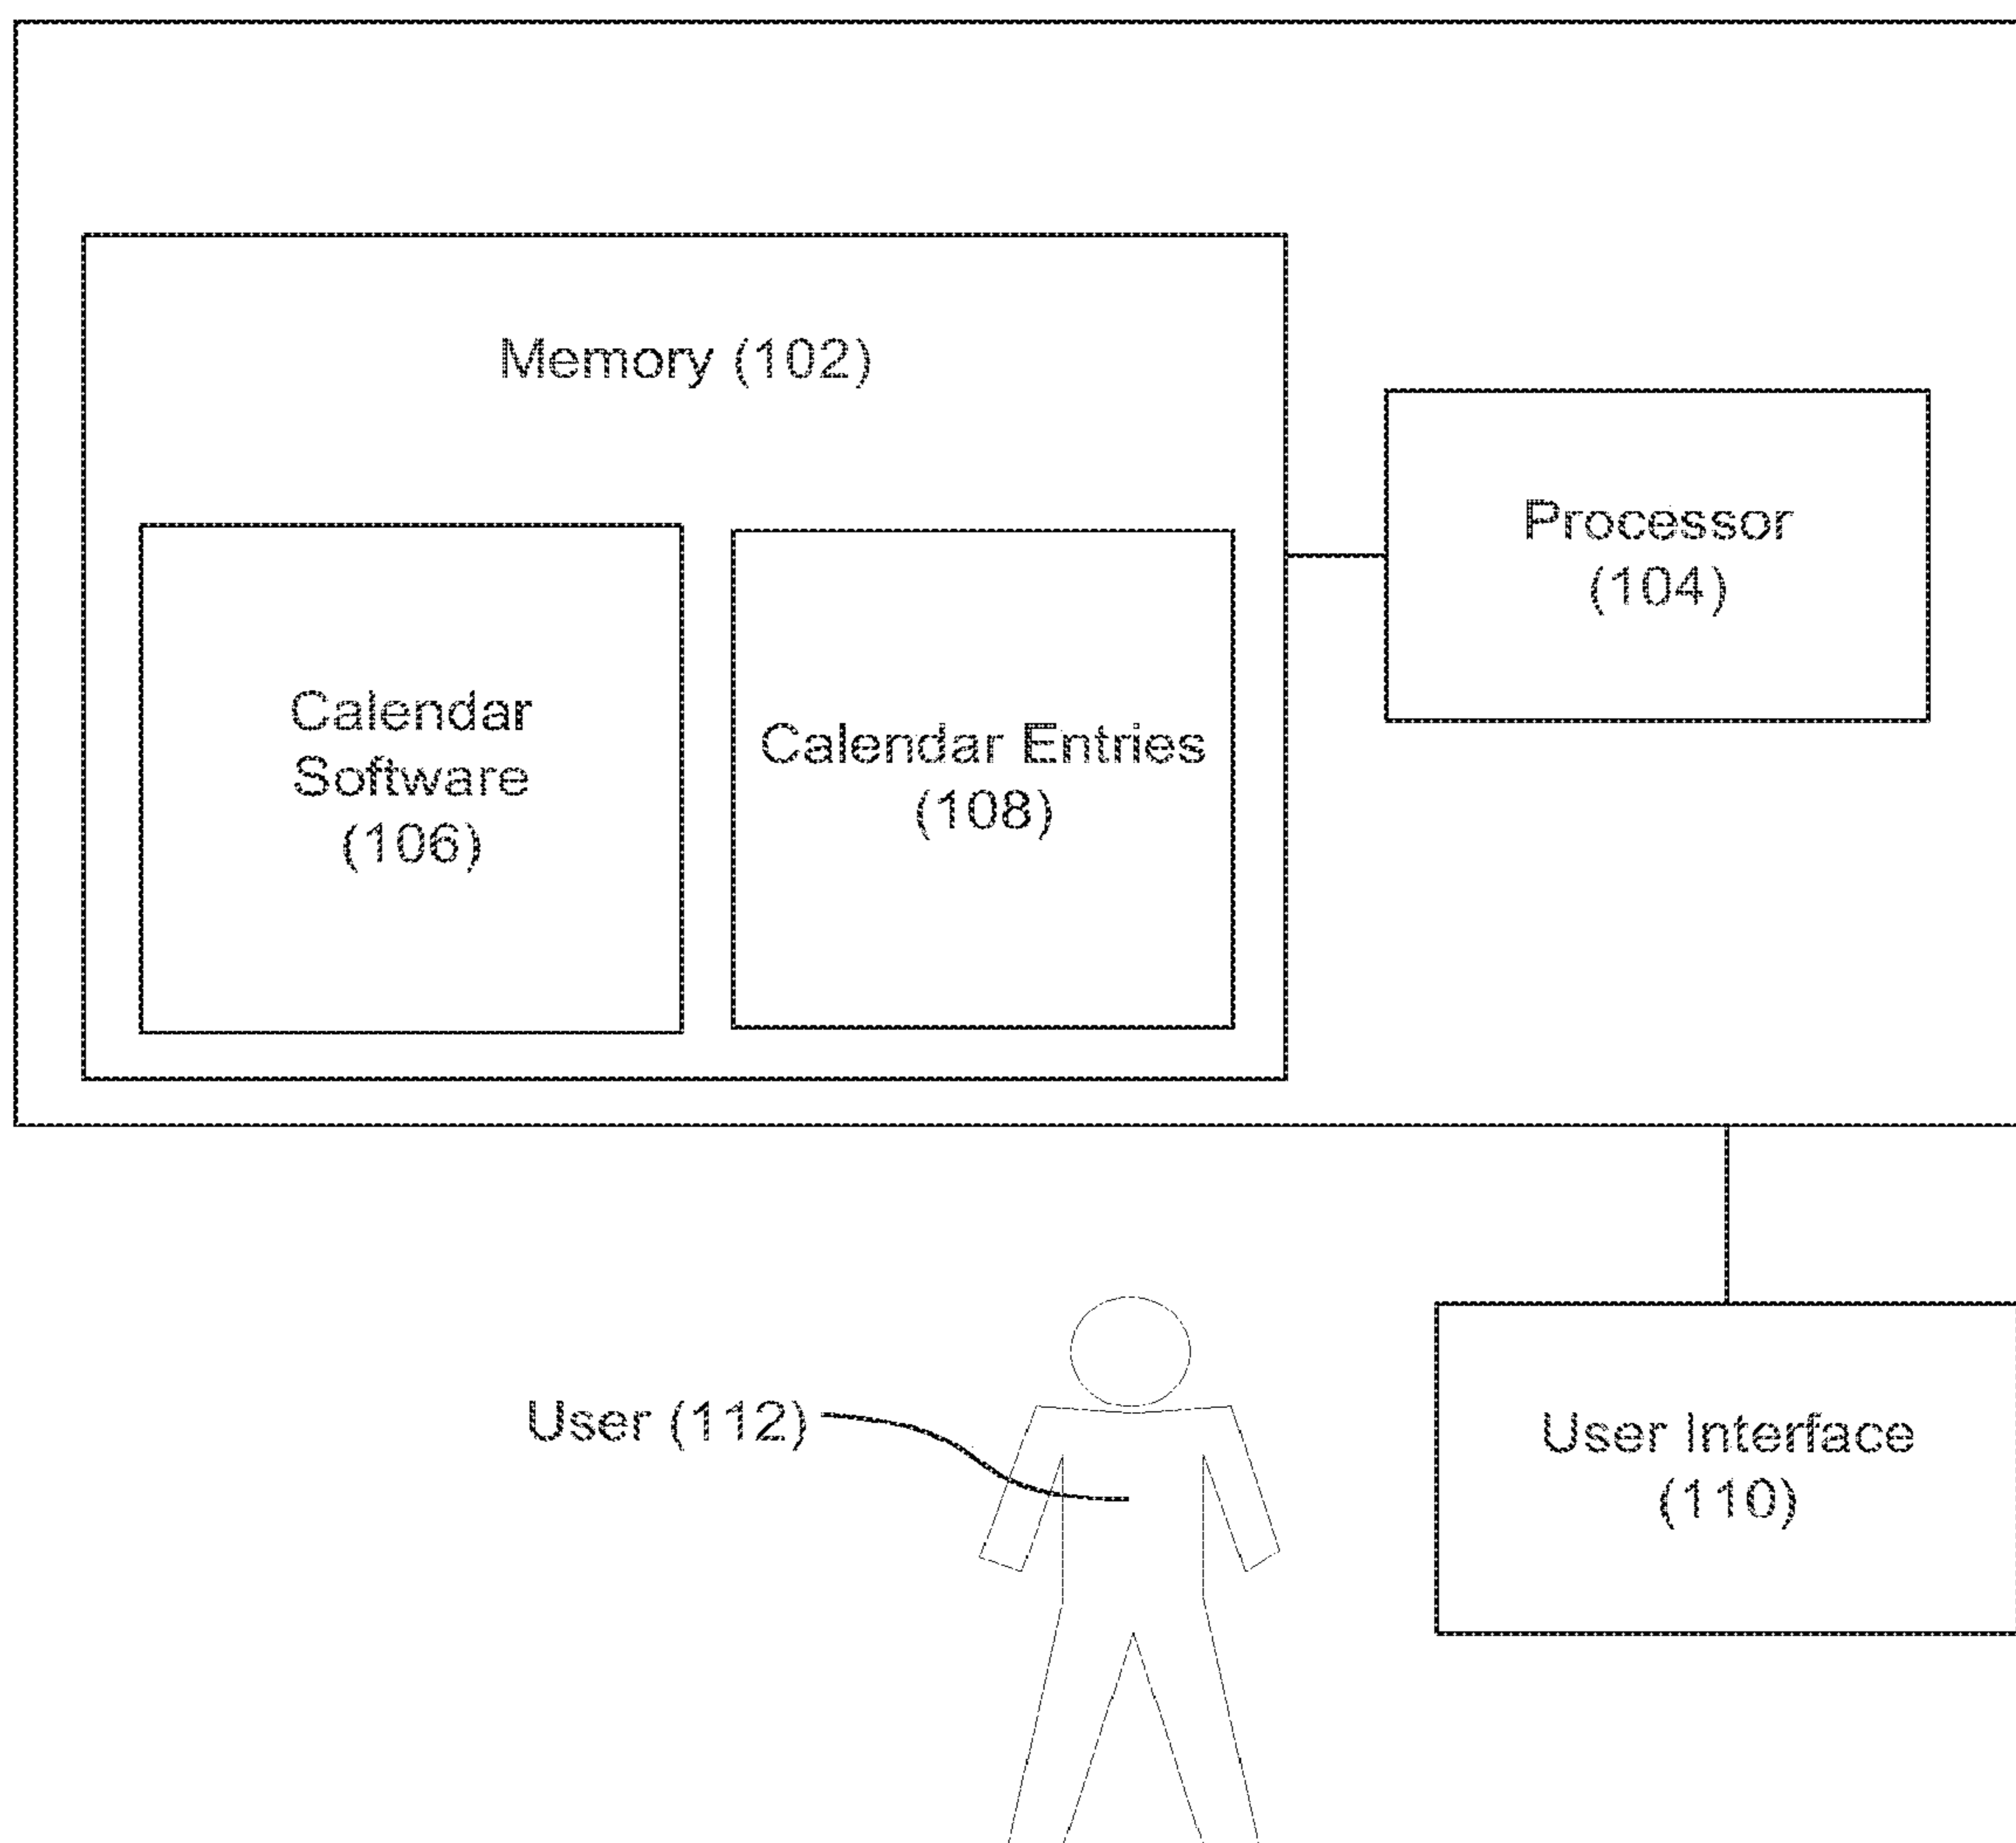 Memory (102)
Processor
(104)
Calendar
Software
(106)
Calendar Entries
(108)
User (112)
User Interface
(110)